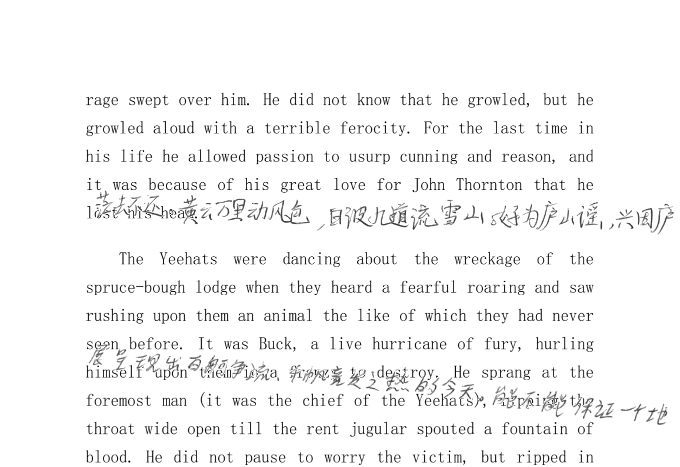 rage swept over him. He did not know that he growled, but he
growled aloud with a terrible ferocity. For the last time in
his life he allowed passion to usurp cunning and reason, and
it was because of his great love for John Thornton that he
lost his head.
茫去不还。黄云万里动风色,白波九道流雪山。好为庐山谣,兴因庐
The Yeehats were dancing about the wreckage of the
spruce-bough lodge when they heard a fearful roaring and saw
rushing upon them an animal the like of which they had never
seen before. It was Buck, a live hurricane of fury, hurling
展呈现出百舸争流、 竞发之态的今天。能不能保证一个地
himself upon them in a frenzy to destroy. He sprang at the
foremost man (it was the chief of the Yeehats), ripping the
throat wide open till the rent jugular spouted a fountain of
blood. He did not pause to worry the victim, but ripped in